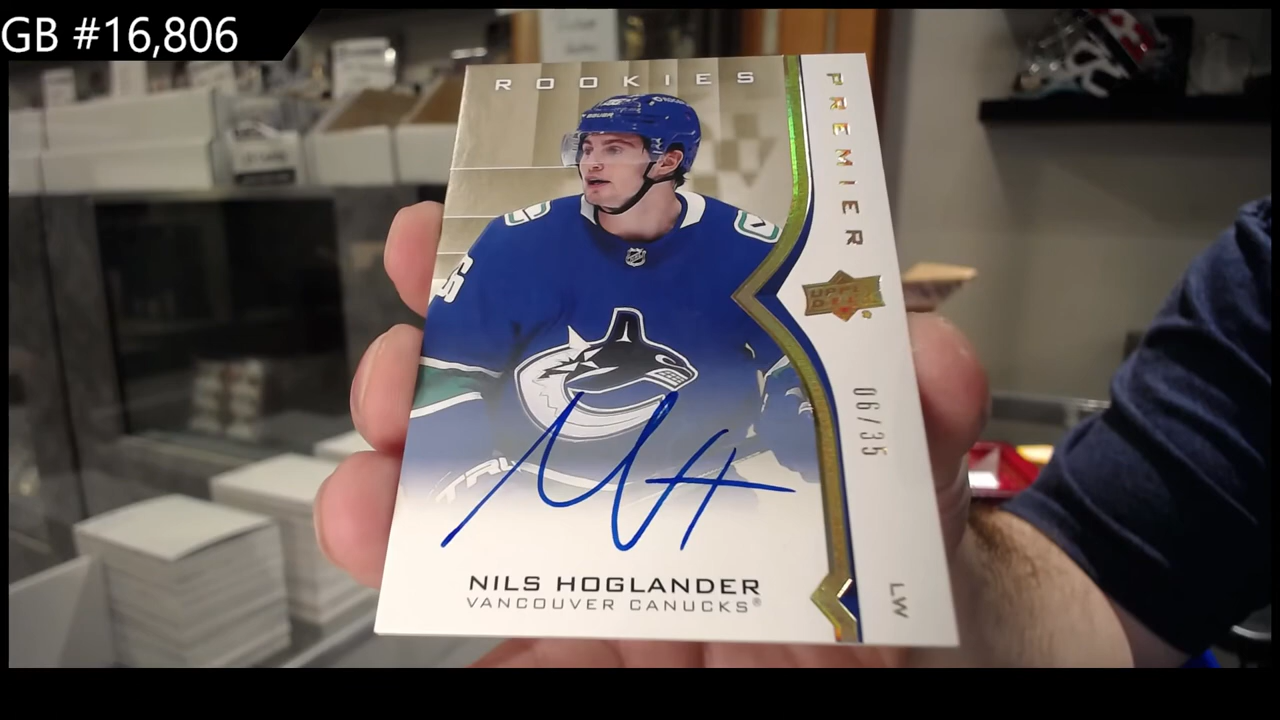 GB #16,806
ROOKIES
PREMIER
UPPER DECK
06/35
NILS HOGLANDER
VANCOUVER CANUCKS®
LW